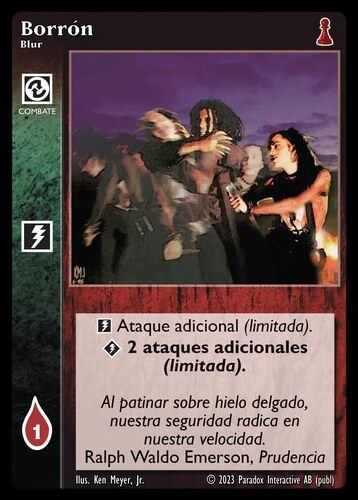 Borrón
Blur
COMBATE
Ataque adicional (limitada).
2 ataques adicionales
(limitada).
Al patinar sobre hielo delgado,
nuestra seguridad radica en
nuestra velocidad.
Ralph Waldo Emerson, Prudencia
1
Ilus. Ken Meyer, Jr.
© 2023 Paradox Interactive AB (publ)